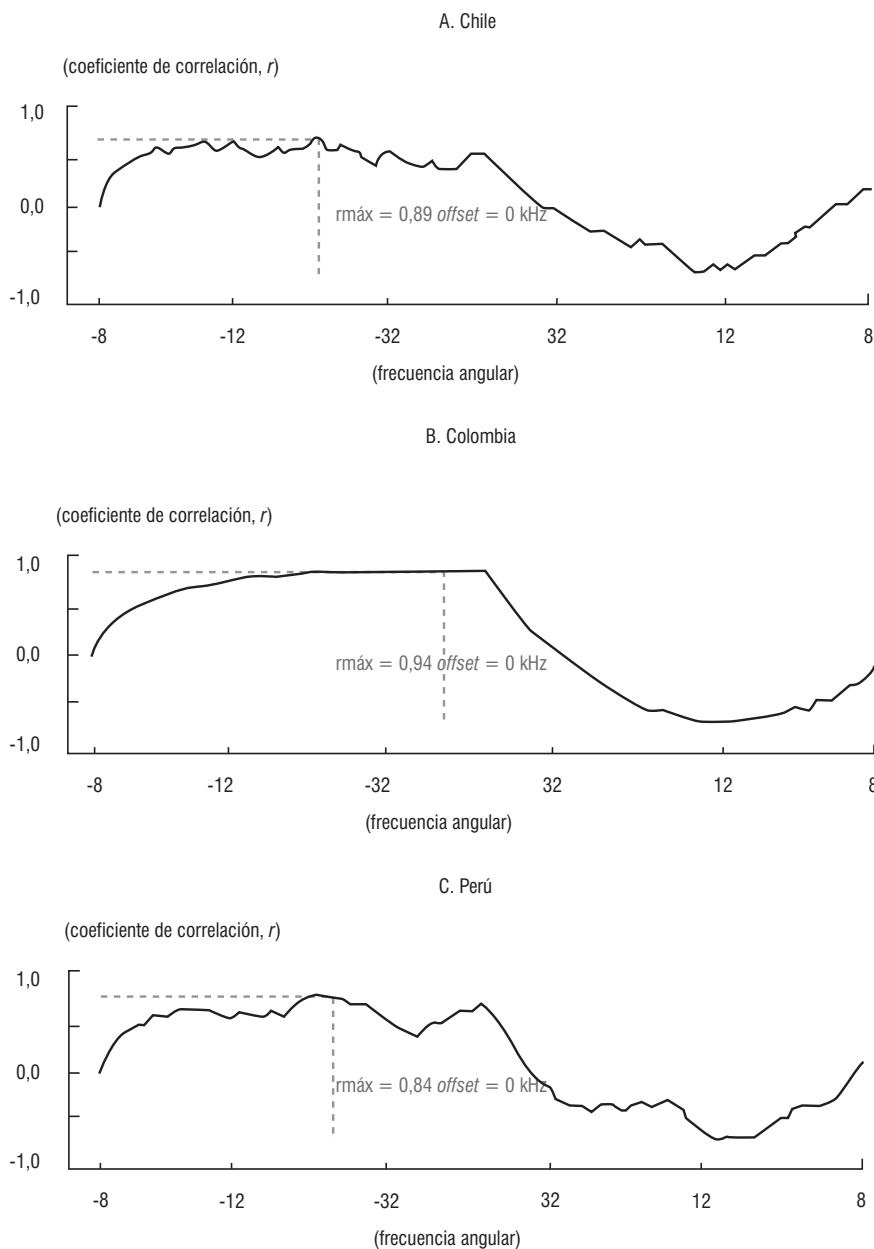 A. Chile
(coeficiente de correlación, r)
1,0
0,0
-1,0
rmáx = 0,89 offset = 0 kHz
-8 -12 -32 32 12 8
(frecuencia angular)
B. Colombia
(coeficiente de correlación, r)
1,0
0,0
-1,0
rmáx = 0,94 offset = 0 kHz
-8 -12 -32 32 12 8
(frecuencia angular)
C. Perú
(coeficiente de correlación, r)
1,0
0,0
-1,0
rmáx = 0,84 offset = 0 kHz
-8 -12 -32 32 12 8
(frecuencia angular)